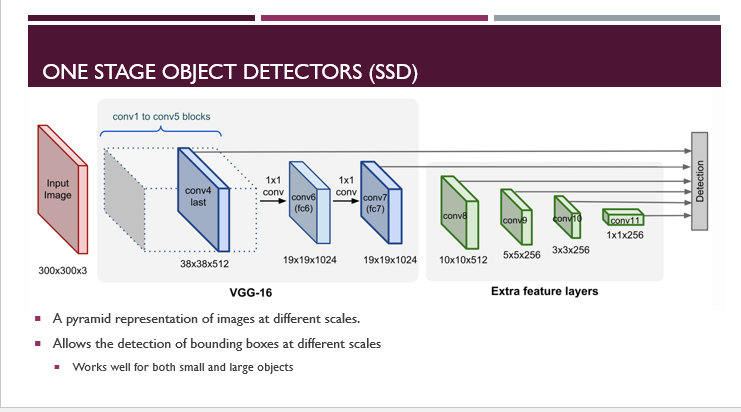 ONE STAGE OBJECT DETECTORS (SSD)
conv1 to conv5 blocks
Input
Image
300x300x3
conv4
last
38x38x512
1x1
conv
conv6
(fc6)
19x19x1024
1x1
conv
conv7
(fc7)
19x19x1024
VGG-16
conv8
10x10x512
conv9
5x5x256
conv10
3x3x256
conv11
1x1x256
Extra feature layers
Detection
A pyramid representation of images at different scales.
Allows the detection of bounding boxes at different scales
Works well for both small and large objects